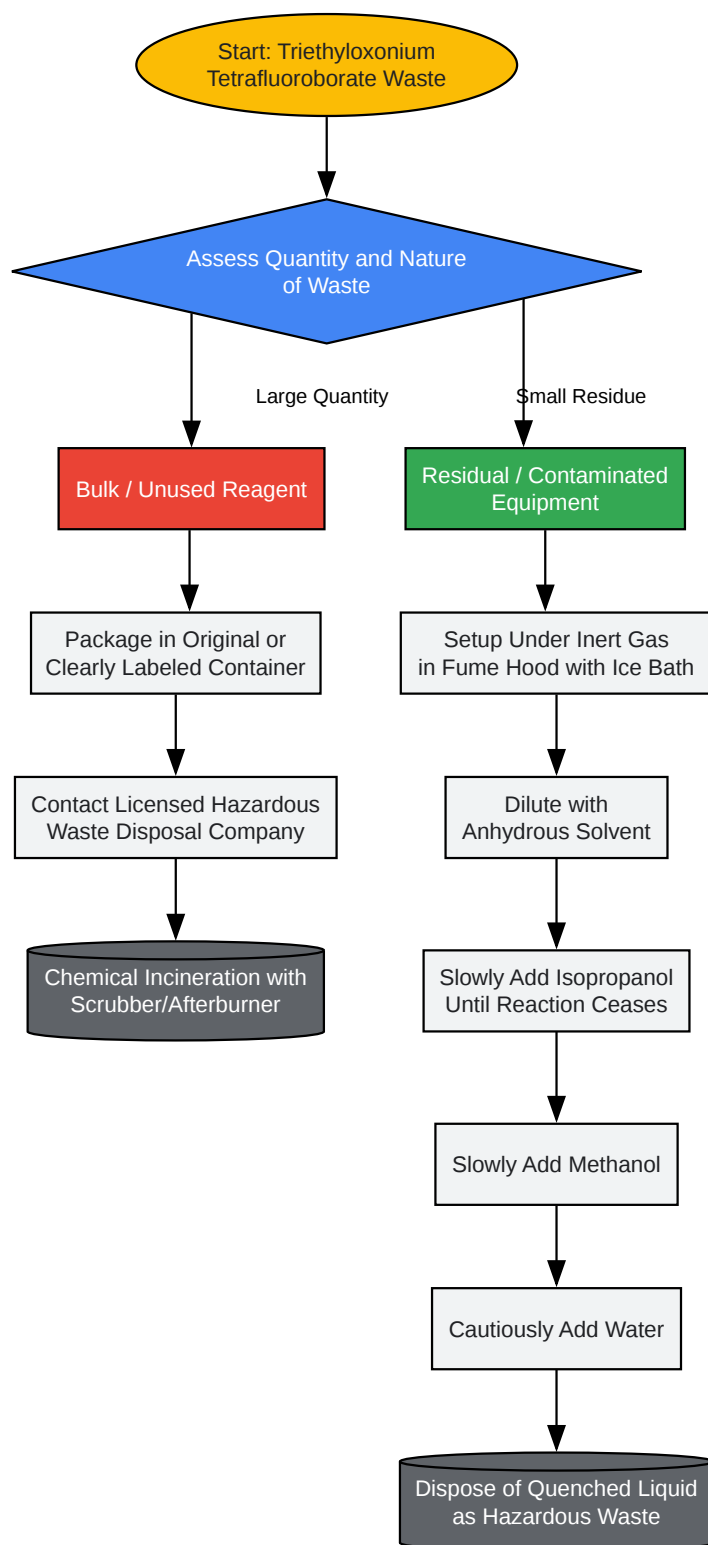 Start: Triethyloxonium
Tetrafluoroborate Waste
Assess Quantity and Nature
of Waste
Large Quantity
Small Residue
Bulk / Unused Reagent
Residual / Contaminated
Equipment
Package in Original or
Clearly Labeled Container
Setup Under Inert Gas
in Fume Hood with Ice Bath
Contact Licensed Hazardous
Waste Disposal Company
Dilute with
Anhydrous Solvent
Chemical Incineration with
Scrubber/Afterburner
Slowly Add Isopropanol
Until Reaction Ceases
Slowly Add Methanol
Cautiously Add Water
Dispose of Quenched Liquid
as Hazardous Waste